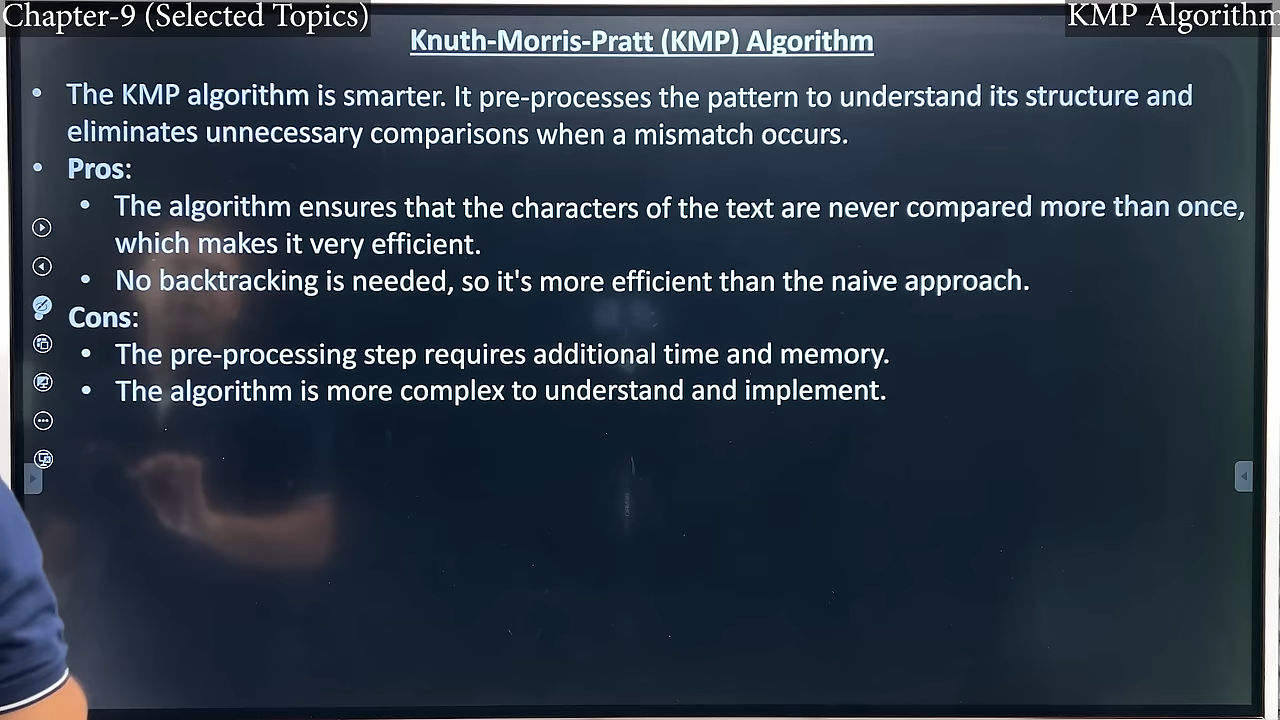 Chapter-9 (Selected Topics)
KMP Algorithm
Knuth-Morris-Pratt (KMP) Algorithm
• The KMP algorithm is smarter. It pre-processes the pattern to understand its structure and
eliminates unnecessary comparisons when a mismatch occurs.
• Pros:
• The algorithm ensures that the characters of the text are never compared more than once,
which makes it very efficient.
• No backtracking is needed, so it's more efficient than the naive approach.
• Cons:
• The pre-processing step requires additional time and memory.
• The algorithm is more complex to understand and implement.